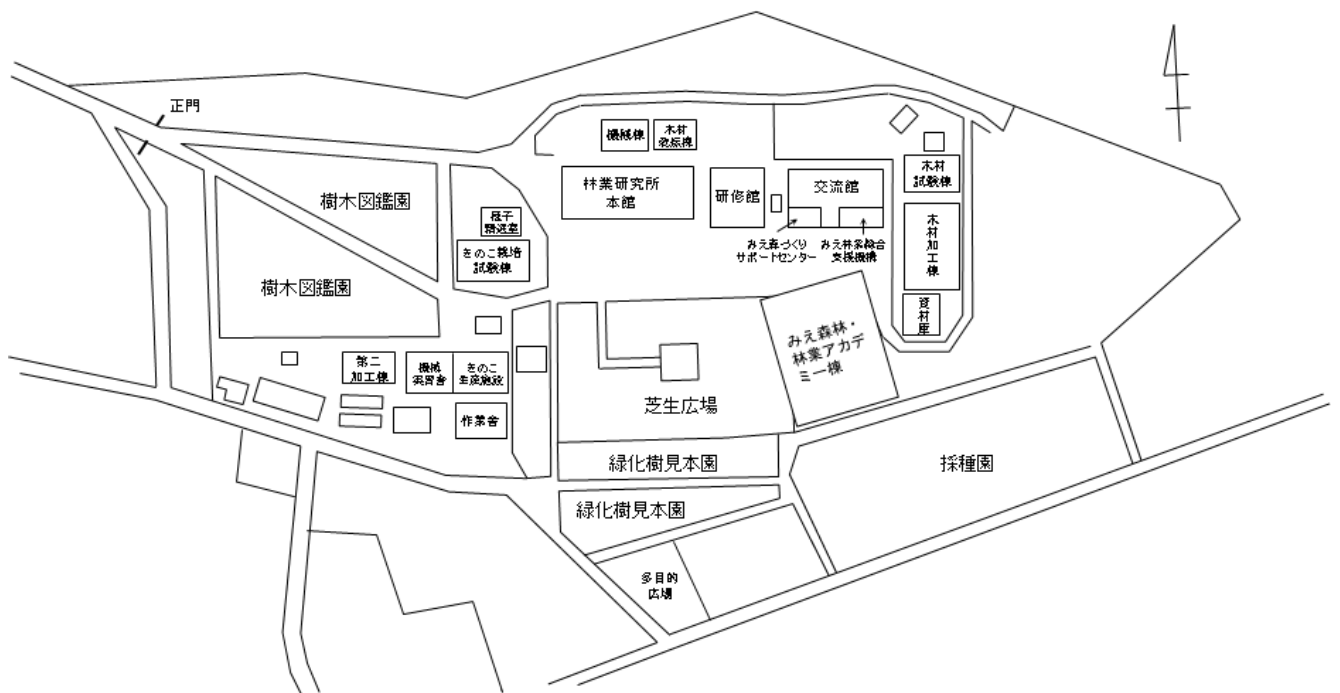 正門
機械棟
木材
乾燥棟
林業研究所
本館
研修館
交流館
木材
試験棟
樹木図鑑園
種子
精選室
きのこ栽培
試験棟
みえ森づくり
サポートセンター
みえ林業総合
支援機構
木材加工棟
樹木図鑑園
資材庫
みえ森林・
林業アカデ
ミー棟
第二
加工棟
機械
実習舎
きのこ
生産施設
作業舎
芝生広場
緑化樹見本園
採種園
緑化樹見本園
多目的
広場